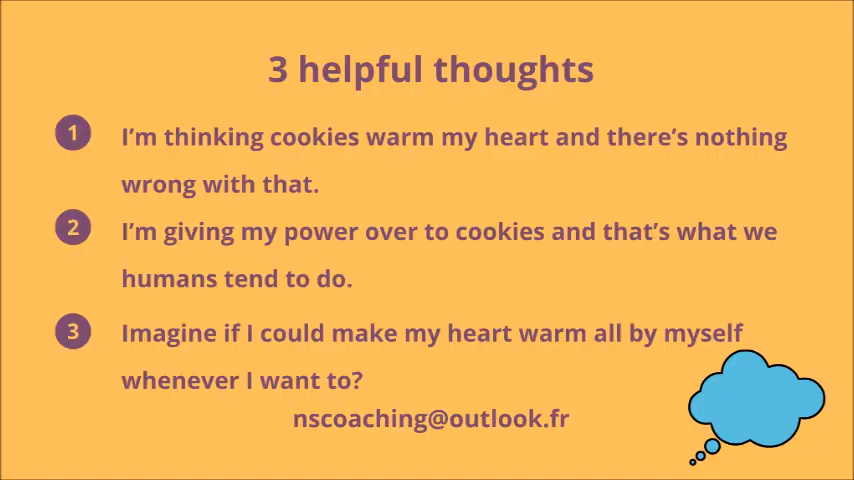 3 helpful thoughts
1 I’m thinking cookies warm my heart and there’s nothing
wrong with that.
2 I’m giving my power over to cookies and that’s what we
humans tend to do.
3 Imagine if I could make my heart warm all by myself
whenever I want to?
nscoaching@outlook.fr